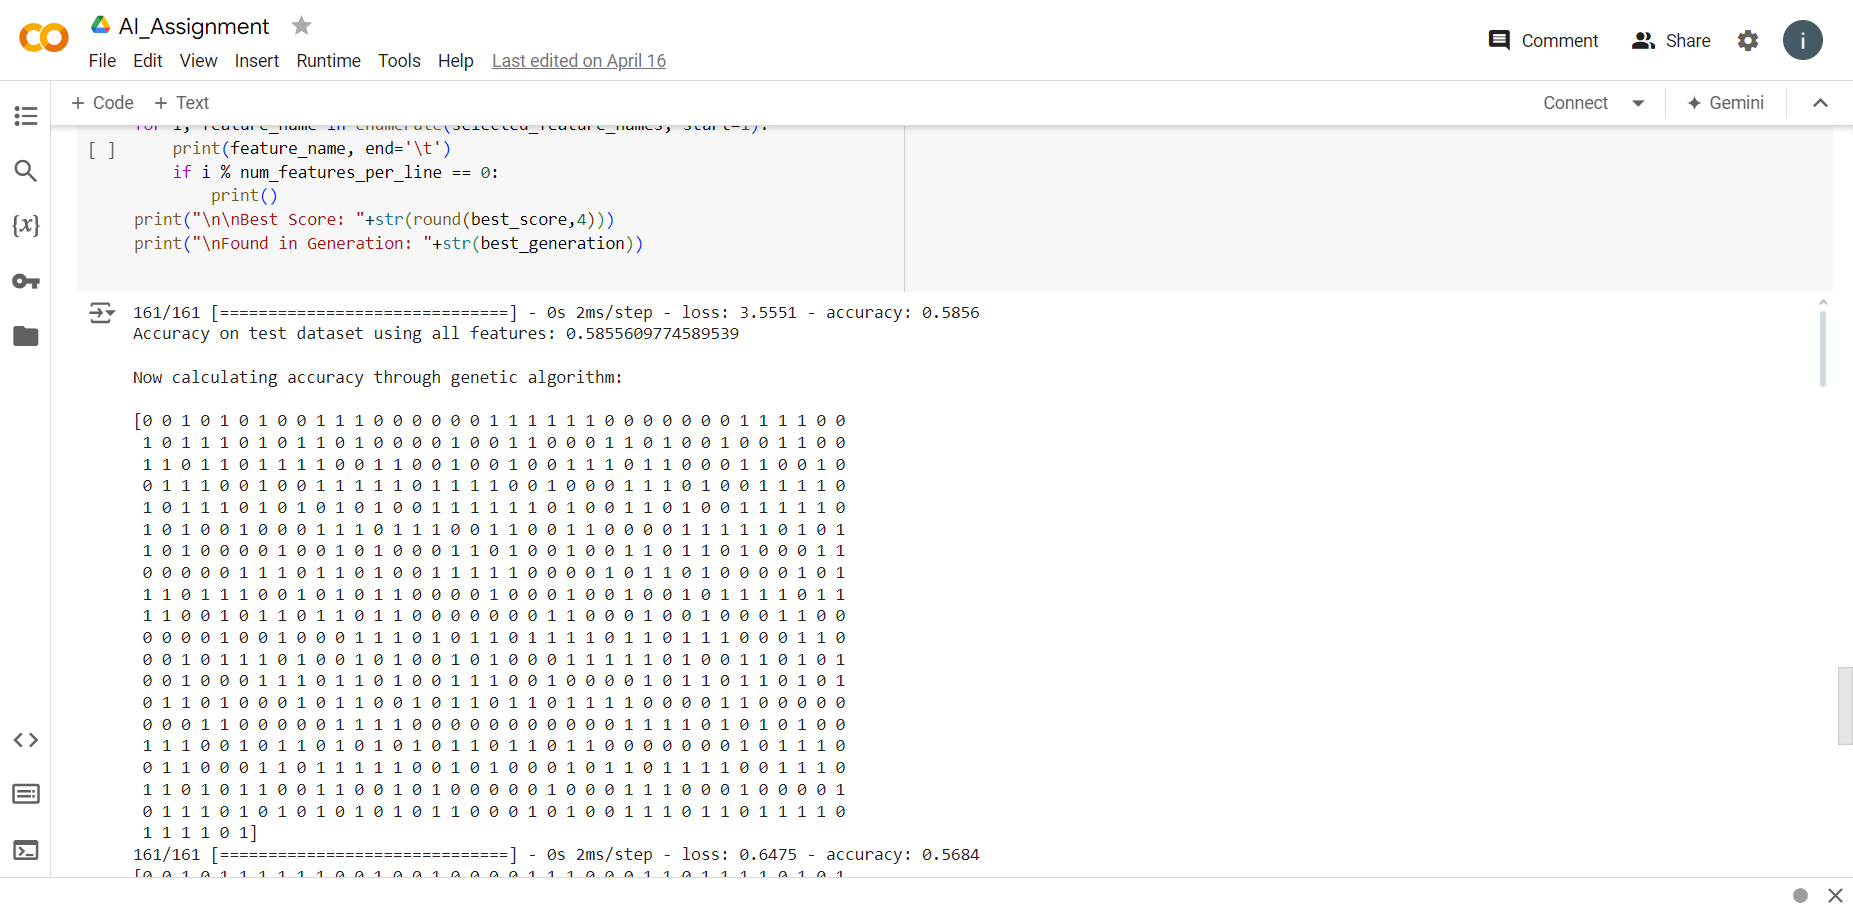 AI_Assignment
File Edit View Insert Runtime Tools Help Last edited on April 16
Comment Share i
+ Code + Text
Connect Gemini
for i, feature_name in enumerate(selected_feature_names, start=1):
[ ] print(feature_name, end='\t')
if i % num_features_per_line == 0:
print()
print("\n\nBest Score: "+str(round(best_score,4)))
print("\nFound in Generation: "+str(best_generation))
161/161 [==============================] - 0s 2ms/step - loss: 3.5551 - accuracy: 0.5856
Accuracy on test dataset using all features: 0.5855609774589539
Now calculating accuracy through genetic algorithm:
[0 0 1 0 1 0 1 0 0 1 1 1 0 0 0 0 0 0 1 1 1 1 1 1 0 0 0 0 0 0 0 1 1 1 1 0 0
1 0 1 1 1 0 1 0 1 1 0 1 0 0 0 0 1 0 0 1 1 0 0 0 1 1 0 1 0 0 1 0 0 1 1 0 0
1 1 0 1 1 0 1 1 1 1 0 0 1 1 0 0 1 0 0 1 0 0 1 1 1 0 1 1 0 0 0 1 1 0 0 1 0
0 1 1 1 0 0 1 0 0 1 1 1 1 1 0 1 1 1 1 0 0 1 0 0 0 1 1 1 0 1 0 0 1 1 1 1 0
1 0 1 1 1 0 1 0 1 0 1 0 1 0 0 1 1 1 1 1 1 0 1 0 0 1 1 0 1 0 0 1 1 1 1 1 0
1 0 1 0 0 1 0 0 0 1 1 1 0 1 1 1 0 0 1 1 0 0 1 1 0 0 0 0 1 1 1 1 1 0 1 0 1
1 0 1 0 0 0 0 1 0 0 1 0 1 0 0 0 1 1 0 1 0 0 1 0 0 1 1 0 1 1 0 1 0 0 0 1 1
0 0 0 0 0 1 1 1 0 1 1 0 1 0 0 1 1 1 1 1 0 0 0 0 1 0 1 1 0 1 0 0 0 0 1 0 1
1 1 0 1 1 1 0 0 1 0 1 0 1 1 0 0 0 0 1 0 0 0 1 0 0 1 0 0 1 0 1 1 1 1 0 1 1
1 1 0 0 1 0 1 1 0 1 1 0 1 1 0 0 0 0 0 0 0 1 1 0 0 0 1 0 0 1 0 0 0 1 1 0 0
0 0 0 0 1 0 0 1 0 0 0 1 1 1 0 1 0 1 1 0 1 1 1 1 0 1 1 0 1 1 1 0 0 0 1 1 0
0 0 1 0 1 1 1 0 1 0 0 1 0 1 0 0 1 0 1 0 0 0 1 1 1 1 1 0 1 0 0 1 1 0 1 0 1
0 0 1 0 0 0 1 1 1 0 1 1 0 1 0 0 1 1 1 0 0 1 0 0 0 0 1 0 1 1 0 1 1 0 1 0 1
0 1 1 0 1 0 0 0 1 0 1 1 0 0 1 0 1 1 0 1 1 0 1 1 1 1 0 0 0 0 1 1 0 0 0 0 0
0 0 0 1 1 0 0 0 0 0 1 1 1 1 0 0 0 0 0 0 0 0 0 0 0 1 1 1 1 0 1 0 1 0 1 0 0
1 1 1 0 0 1 0 1 1 0 1 0 1 0 1 0 1 1 0 1 1 0 1 1 0 0 0 0 0 0 0 1 0 1 1 1 0
0 1 1 0 0 0 1 1 0 1 1 1 1 1 0 0 1 0 1 0 0 0 1 0 1 1 0 1 1 1 1 0 0 1 1 1 0
1 1 0 1 0 1 1 0 0 1 1 0 0 1 0 1 0 0 0 0 0 1 0 0 0 1 1 1 0 0 0 1 0 0 0 0 1
0 1 1 1 0 1 0 1 0 1 0 1 0 1 0 1 1 0 0 0 1 0 1 0 0 1 1 1 0 1 1 0 1 1 1 1 0
1 1 1 1 0 1]
161/161 [==============================] - 0s 2ms/step - loss: 0.6475 - accuracy: 0.5684